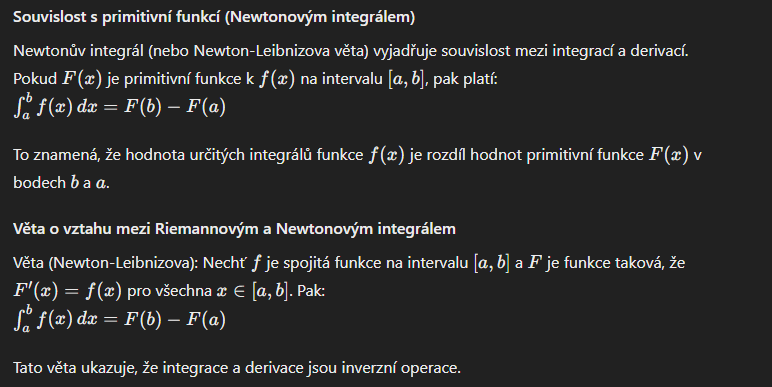 Souvislost s primitivní funkcí (Newtonovým integrálem)
Newtonův integrál (nebo Newton-Leibnizova věta) vyjadřuje souvislost mezi integrací a derivací.
Pokud F(x) je primitivní funkce k f(x) na intervalu [a, b], pak platí:
∫_a^b f(x) dx = F(b) − F(a)
To znamená, že hodnota určitých integrálů funkce f(x) je rozdíl hodnot primitivní funkce F(x) v
bodech b a a.
Věta o vztahu mezi Riemannovým a Newtonovým integrálem
Věta (Newton-Leibnizova): Nechť f je spojitá funkce na intervalu [a, b] a F je funkce taková, že
F′(x) = f(x) pro všechna x ∈ [a, b]. Pak:
∫_a^b f(x) dx = F(b) − F(a)
Tato věta ukazuje, že integrace a derivace jsou inverzní operace.